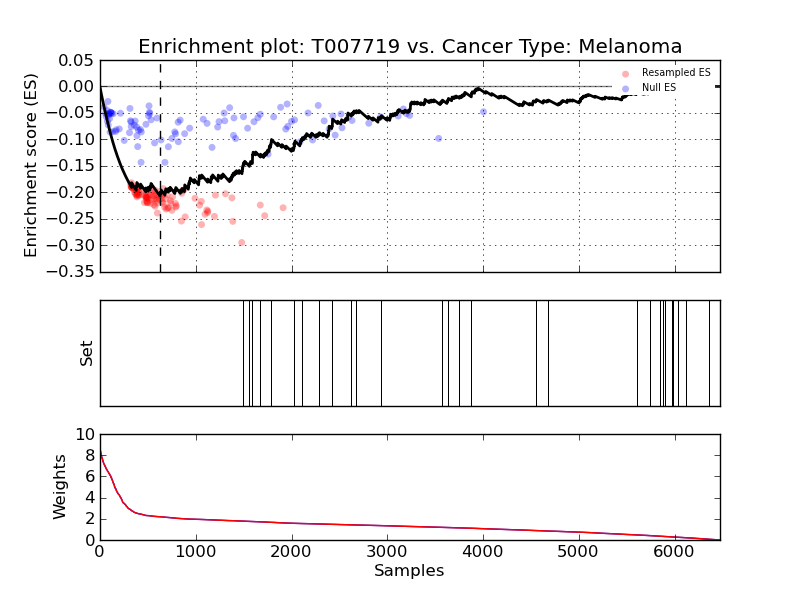 Enrichment plot: T007719 vs. Cancer Type: Melanoma
Enrichment score (ES)
0.05
0.00
−0.05
−0.10
−0.15
−0.20
−0.25
−0.30
−0.35
Resampled ES
Null ES
Set
Weights
10
8
6
4
2
0
0 1000 2000 3000 4000 5000 6000
Samples